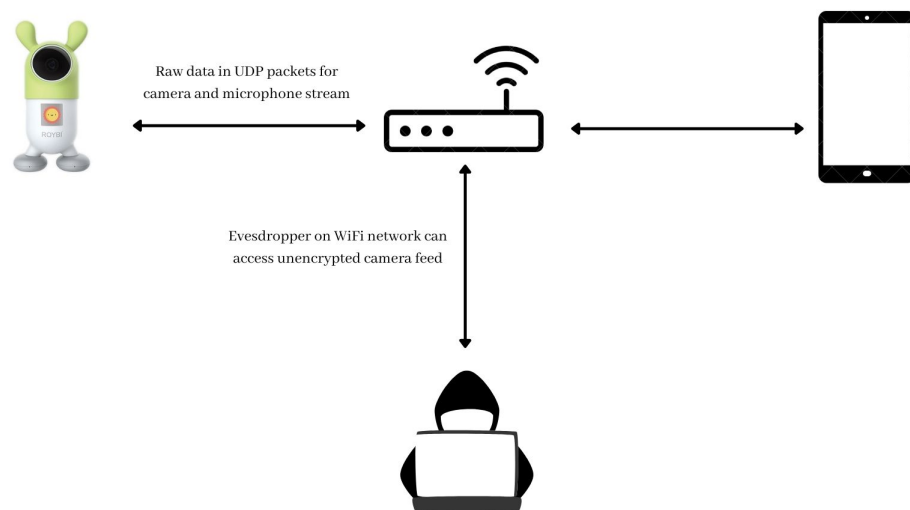 Raw data in UDP packets for
camera and microphone stream
ROYBI
Evesdropper on WiFi network can
access unencrypted camera feed